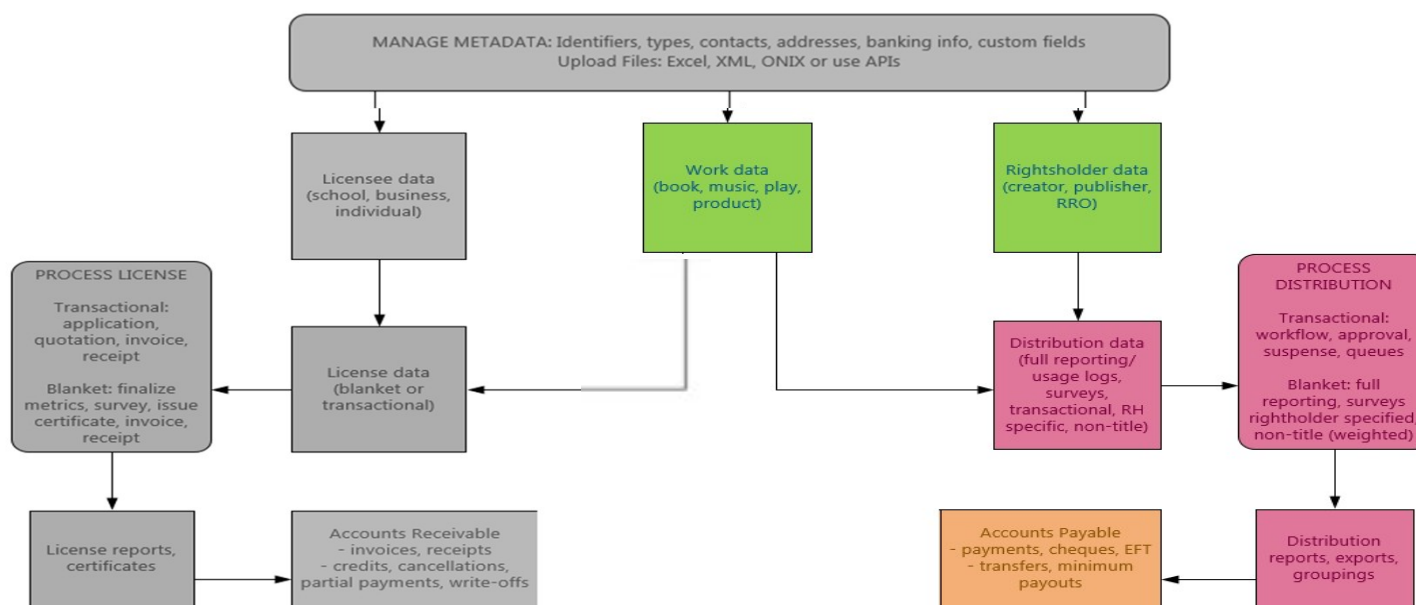 MANAGE METADATA: Identifiers, types, contacts, addresses, banking info, custom fields
Upload Files: Excel, XML, ONIX or use APIs
Licensee data
(school, business,
individual)
Work data
(book, music, play,
product)
Rightsholder data
(creator, publisher,
RRO)
PROCESS LICENSE
Transactional:
application,
quotation, invoice,
receipt
Blanket: finalize
metrics, survey, issue
certificate, invoice,
receipt
License data
(blanket or
transactional)
Distribution data
(full reporting/
usage logs,
surveys,
transactional, RH
specific, non-title)
PROCESS
DISTRIBUTION
Transactional:
workflow, approval,
suspense, queues
Blanket: full
reporting, surveys
rightholder specified,
non-title (weighted)
License reports,
certificates
Accounts Receivable
- invoices, receipts
- credits, cancellations,
partial payments, write-offs
Accounts Payable
- payments, cheques, EFT
- transfers, minimum
payouts
Distribution
reports, exports,
groupings